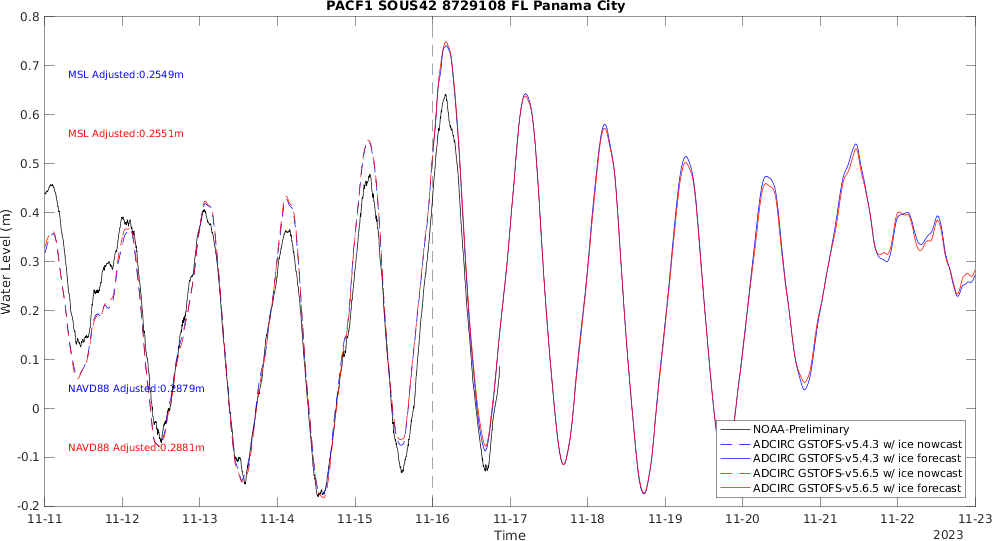 PACF1 SOUS42 8729108 FL Panama City
0.8
0.7
0.6
0.5
0.4
0.3
0.2
0.1
0
-0.1
-0.2
Water Level (m)
MSL Adjusted:0.2549m
MSL Adjusted:0.2551m
NAVD88 Adjusted:0.2879m
NAVD88 Adjusted:0.2881m
NOAA-Preliminary
ADCIRC GSTOFS-v5.4.3 w/ ice nowcast
ADCIRC GSTOFS-v5.4.3 w/ ice forecast
ADCIRC GSTOFS-v5.6.5 w/ ice nowcast
ADCIRC GSTOFS-v5.6.5 w/ ice forecast
11-11 11-12 11-13 11-14 11-15 11-16 11-17 11-18 11-19 11-20 11-21 11-22 11-23
Time
2023